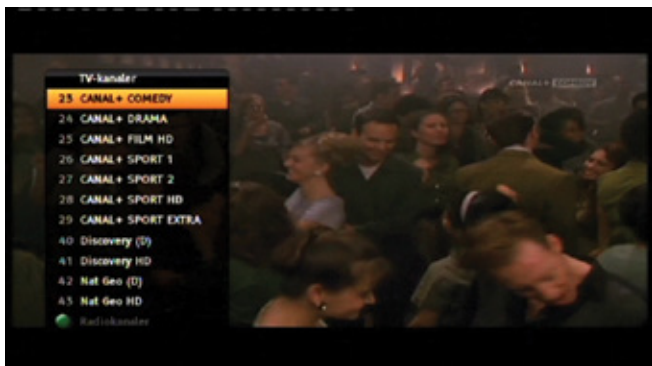 TV-kanaler
23 CANAL+ COMEDY
24 CANAL+ DRAMA
25 CANAL+ FILM HD
26 CANAL+ SPORT 1
27 CANAL+ SPORT 2
28 CANAL+ SPORT HD
29 CANAL+ SPORT EXTRA
40 Discovery (D)
41 Discovery HD
42 Nat Geo (D)
43 Nat Geo HD
Radiokanaler
CANAL+ COMEDY